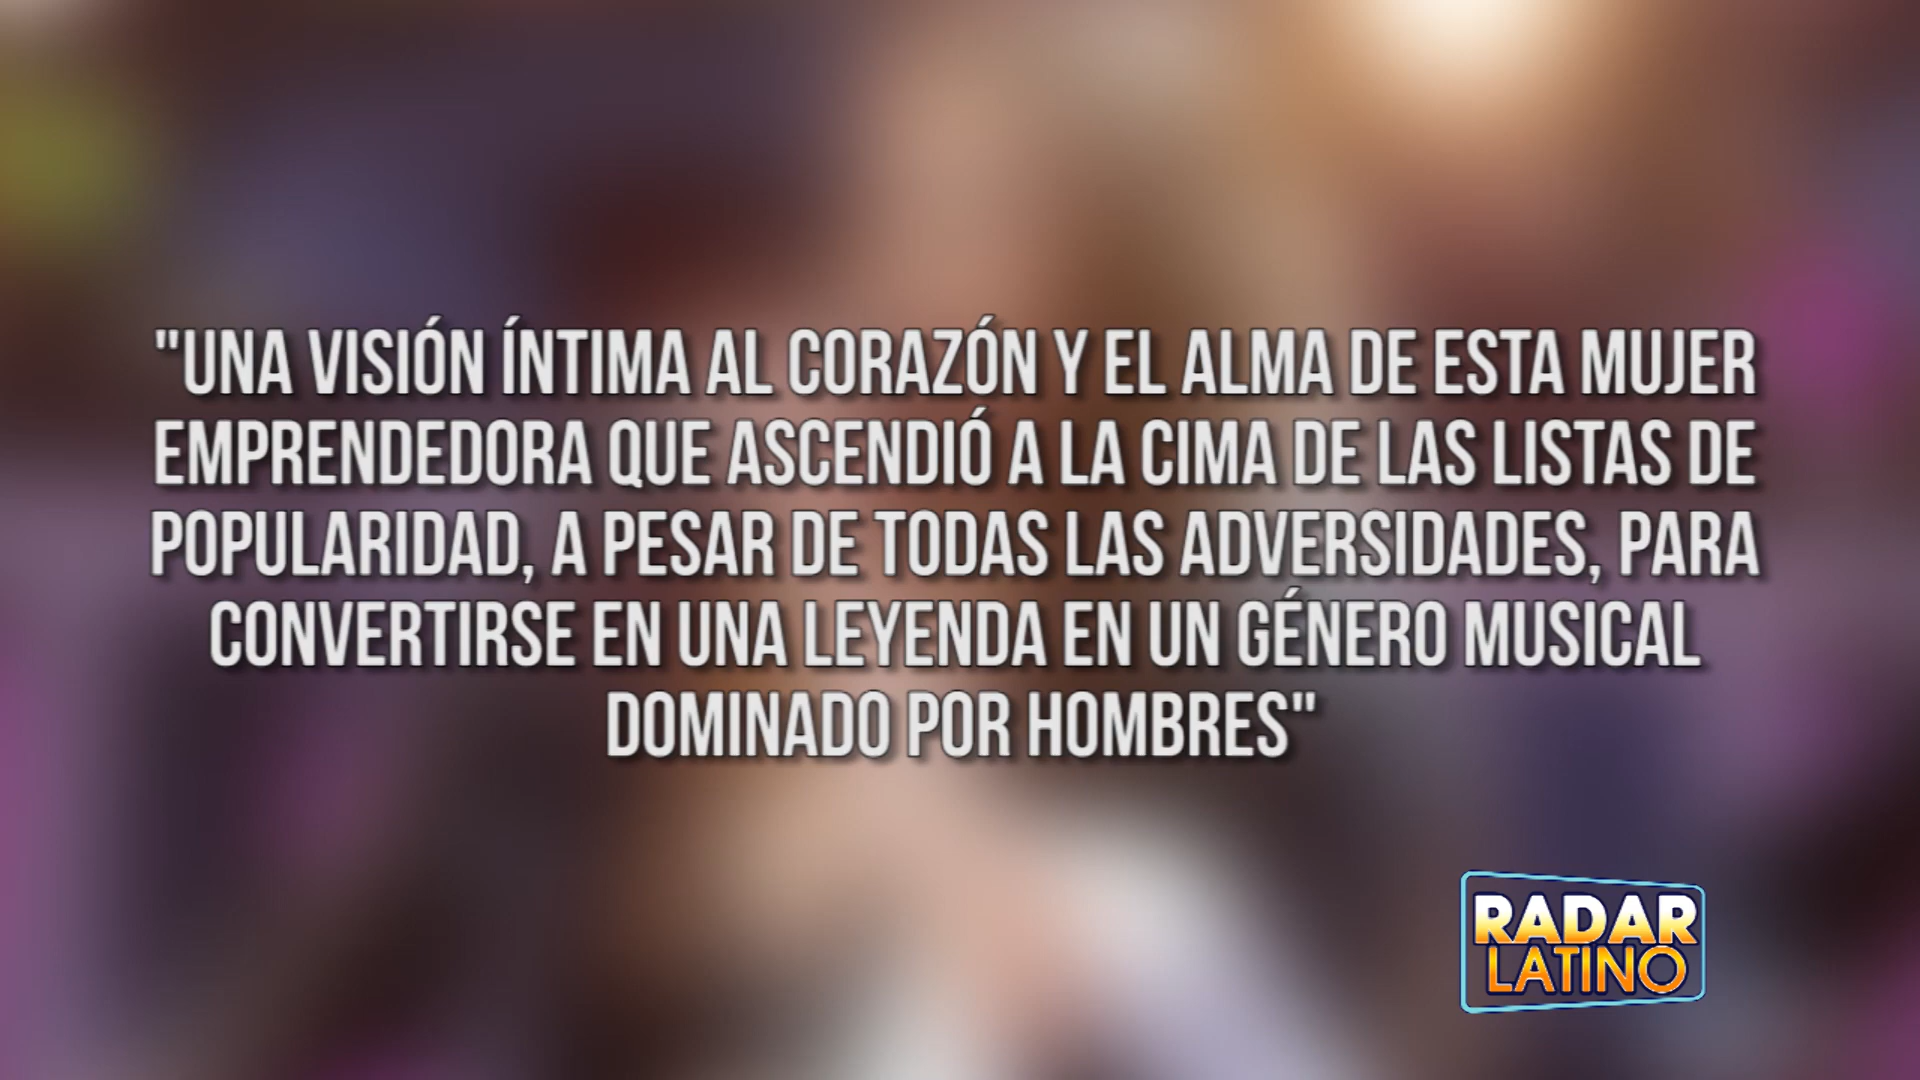 "UNA VISIÓN ÍNTIMA AL CORAZÓN Y EL ALMA DE ESTA MUJER
EMPRENDEDORA QUE ASCENDIÓ A LA CIMA DE LAS LISTAS DE
POPULARIDAD, A PESAR DE TODAS LAS ADVERSIDADES, PARA
CONVERTIRSE EN UNA LEYENDA EN UN GÉNERO MUSICAL
DOMINADO POR HOMBRES"
RADAR
LATINO